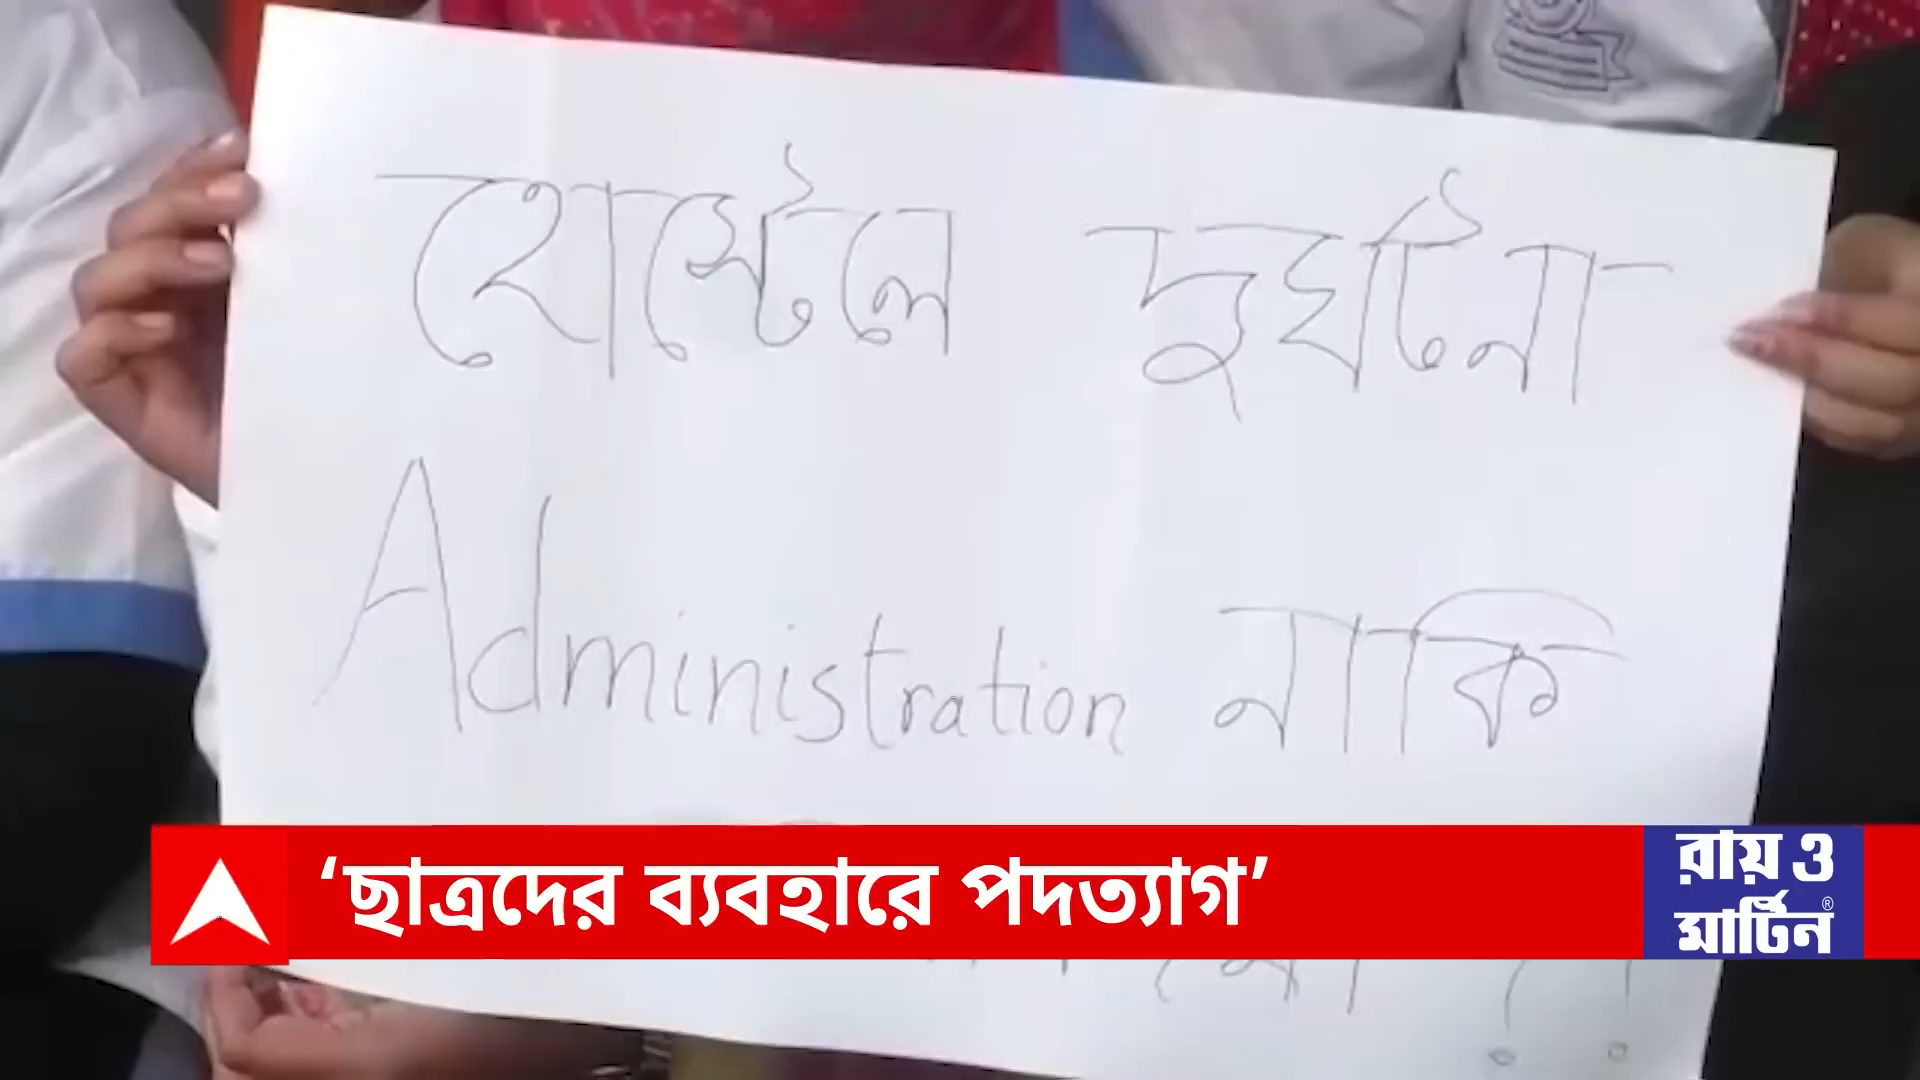 হোস্টেলে দুর্ঘটনা
Administration নাকি
‘ছাত্রদের ব্যবহারে পদত্যাগ’
রায় ও
মার্টিন®